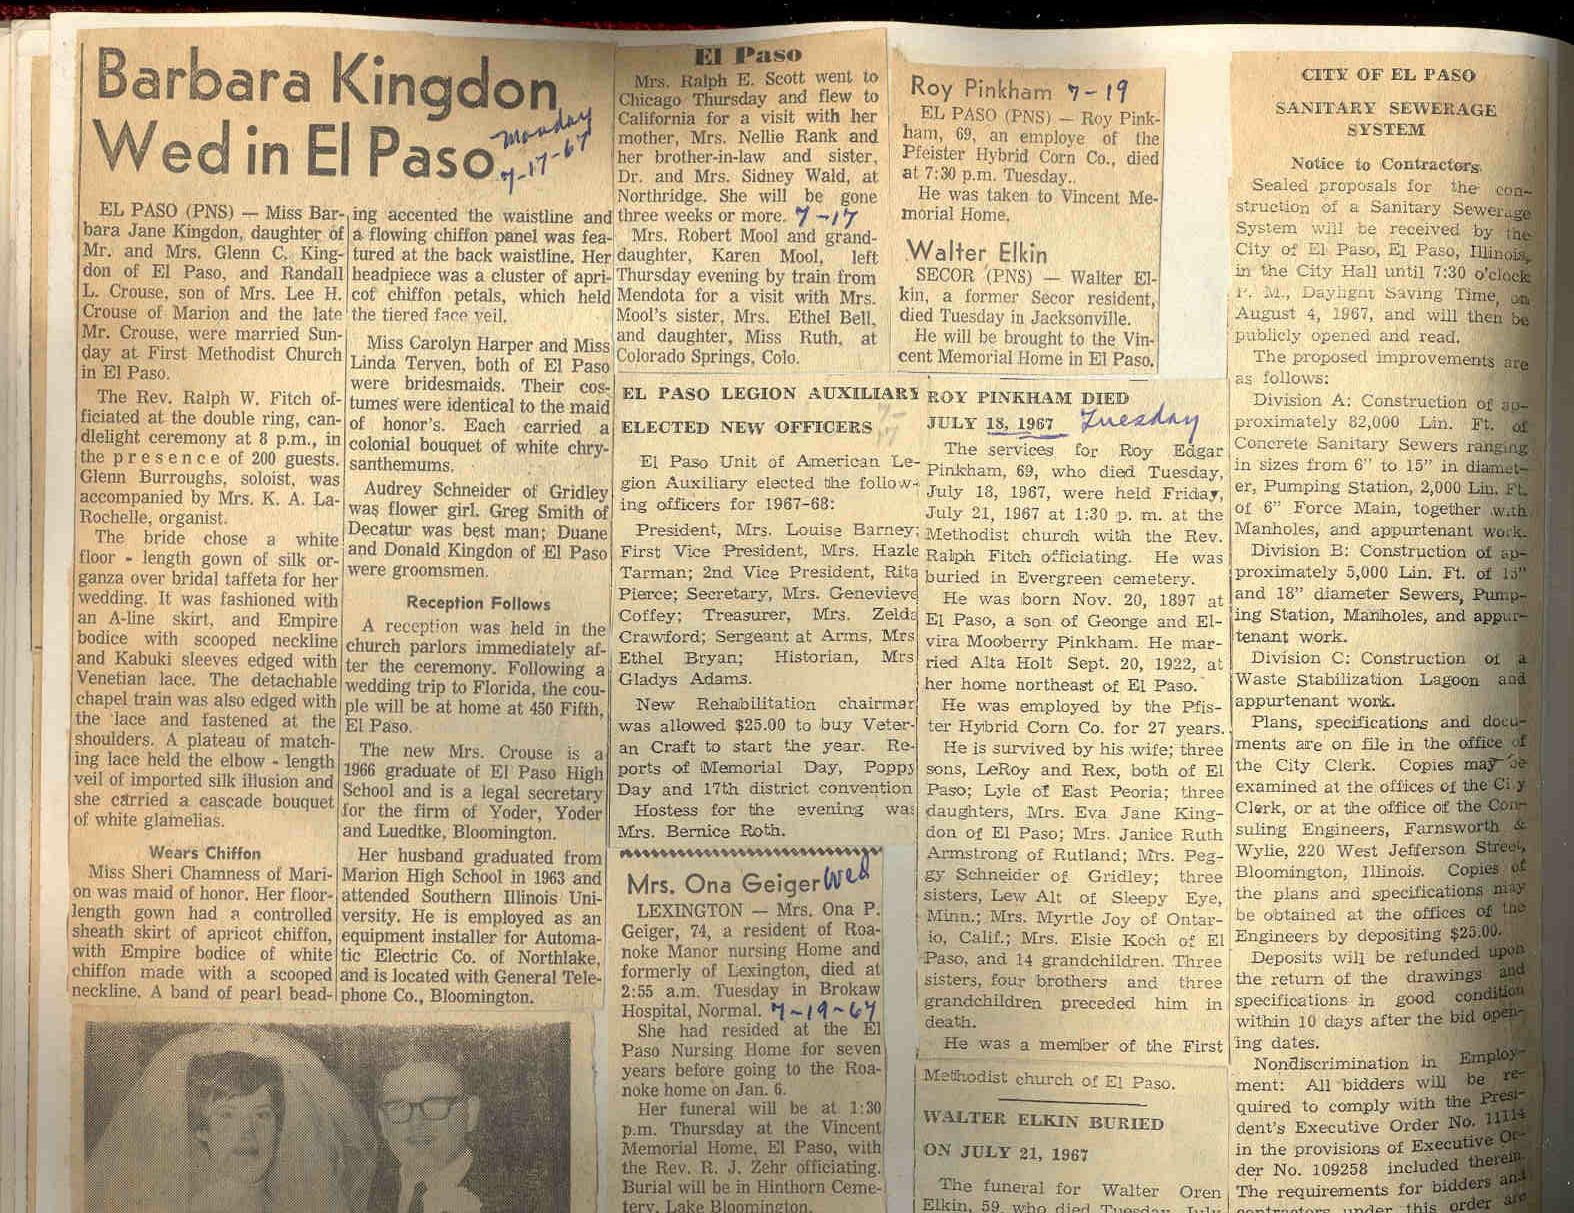 Barbara Kingdon
Wed in El Paso
Monday
7-17-67
EL PASO (PNS) — Miss Bar-
bara Jane Kingdon, daughter of
Mr. and Mrs. Glenn C. King-
don of El Paso, and Randall
L. Crouse, son of Mrs. Lee H.
Crouse of Marion and the late
Mr. Crouse, were married Sun-
day at First Methodist Church
in El Paso.
The Rev. Ralph W. Fitch of-
ficiated at the double ring, can-
dlelight ceremony at 8 p.m., in
the presence of 200 guests.
Glenn Burroughs, soloist, was
accompanied by Mrs. K. A. La-
Rochelle, organist.
The bride chose a white
floor - length gown of silk or-
ganza over bridal taffeta for her
wedding. It was fashioned with
an A-line skirt, and Empire
bodice with scooped neckline
and Kabuki sleeves edged with
Venetian lace. The detachable
chapel train was also edged with
the lace and fastened at the
shoulders. A plateau of match-
ing lace held the elbow - length
veil of imported silk illusion and
she carried a cascade bouquet
of white glamelias.
Wears Chiffon
Miss Sheri Chamness of Mari-
on was maid of honor. Her floor-
length gown had a controlled
sheath skirt of apricot chiffon,
with Empire bodice of white
chiffon made with a scooped
neckline. A band of pearl bead-
ing accented the waistline and
a flowing chiffon panel was fea-
tured at the back waistline. Her
headpiece was a cluster of apri-
cot chiffon petals, which held
the tiered face veil.
Miss Carolyn Harper and Miss
Linda Terven, both of El Paso
were bridesmaids. Their cos-
tumes were identical to the maid
of honor's. Each carried a
colonial bouquet of white chry-
santhemums.
Audrey Schneider of Gridley
was flower girl. Greg Smith of
Decatur was best man; Duane
and Donald Kingdon of El Paso
were groomsmen.
Reception Follows
A reception was held in the
church parlors immediately af-
ter the ceremony. Following a
wedding trip to Florida, the cou-
ple will be at home at 450 Fifth,
El Paso.
The new Mrs. Crouse is a
1966 graduate of El Paso High
School and is a legal secretary
for the firm of Yoder, Yoder
and Luedtke, Bloomington.
Her husband graduated from
Marion High School in 1963 and
attended Southern Illinois Uni-
versity. He is employed as an
equipment installer for Automa-
tic Electric Co. of Northlake,
and is located with General Tele-
phone Co., Bloomington.
El Paso
Mrs. Ralph E. Scott went to
Chicago Thursday and flew to
California for a visit with her
mother, Mrs. Nellie Rank and
her brother-in-law and sister,
Dr. and Mrs. Sidney Wald, at
Northridge. She will be gone
three weeks or more. 7-17
Mrs. Robert Mool and grand-
daughter, Karen Mool, left
Thursday evening by train from
Mendota for a visit with Mrs.
Mool's sister, Mrs. Ethel Bell,
and daughter, Miss Ruth, at
Colorado Springs, Colo.
EL PASO LEGION AUXILIARY
ELECTED NEW OFFICERS
7-
17
El Paso Unit of American Le-
gion Auxiliary elected the follow-
ing officers for 1967-68:
President, Mrs. Louise Barney;
First Vice President, Mrs. Hazle
Tarman; 2nd Vice President, Rita
Pierce; Secretary, Mrs. Genevieve
Coffey; Treasurer, Mrs. Zelda
Crawford; Sergeant at Arms, Mrs
Ethel Bryan; Historian, Mrs
Gladys Adams.
New Rehabilitation chairmar
was allowed $25.00 to buy Veter-
an Craft to start the year. Re-
ports of Memorial Day, Popp
Day and 17th district convention
Hostess for the evening was
Mrs. Bernice Roth.
Mrs. Ona Geiger Wed
LEXINGTON — Mrs. Ona P.
Geiger, 74, a resident of Roa-
noke Manor nursing Home and
formerly of Lexington, died at
2:55 a.m. Tuesday in Brokaw
Hospital, Normal. 7-19-67
She had resided at the El
Paso Nursing Home for seven
years before going to the Roa-
noke home on Jan. 6.
Her funeral will be at 1:30
p.m. Thursday at the Vincent
Memorial Home, El Paso, with
the Rev. R. J. Zehr officiating.
Burial will be in Hinthorn Ceme-
tery, Lake Bloomington.
Roy Pinkham 7-19
EL PASO (PNS) — Roy Pink-
ham, 69, an employe of the
Pfeister Hybrid Corn Co., died
at 7:30 p.m. Tuesday..
He was taken to Vincent Me-
morial Home.
Walter Elkin
SECOR (PNS) — Walter El-
kin, a former Secor resident,
died Tuesday in Jacksonville.
He will be brought to the Vin-
cent Memorial Home in El Paso.
ROY PINKHAM DIED
JULY 18, 1967 Tuesday
The services for Roy Edgar
Pinkham, 69, who died Tuesday,
July 18, 1967, were held Friday,
July 21, 1967 at 1:30 p. m. at the
Methodist church with the Rev.
Ralph Fitch officiating. He was
buried in Evergreen cemetery.
He was born Nov. 20, 1897 at
El Paso, a son of George and El-
vira Mooberry Pinkham. He mar-
ried Alta Holt Sept. 20, 1922, at
her home northeast of El Paso.
He was employed by the Pfis-
ter Hybrid Corn Co. for 27 years.
He is survived by his wife; three
sons, LeRoy and Rex, both of El
Paso; Lyle of East Peoria; three
daughters, Mrs. Eva Jane King-
don of El Paso; Mrs. Janice Ruth
Armstrong of Rutland; Mrs. Peg-
gy Schneider of Gridley; three
sisters, Lew Alt of Sleepy Eye,
Minn.; Mrs. Myrtle Joy of Ontar-
io, Calif.; Mrs. Elsie Koch of El
Paso, and 14 grandchildren. Three
sisters, four brothers and three
grandchildren preceded him in
death.
He was a member of the First
Methodist church of El Paso.
WALTER ELKIN BURIED
ON JULY 21, 1967
The funeral for Walter Oren
Elkin, 59, who died Tuesday, July
CITY OF EL PASO
SANITARY SEWERAGE
SYSTEM
Notice to Contractors
Sealed proposals for the con-
struction of a Sanitary Sewerage
System will be received by the
City of El Paso, El Paso, Illinois,
in the City Hall until 7:30 o'clock
P. M., Daylight Saving Time, on
August 4, 1967, and will then be
publicly opened and read.
The proposed improvements are
as follows:
Division A: Construction of ap-
proximately 82,000 Lin. Ft. of
Concrete Sanitary Sewers ranging
in sizes from 6" to 15" in diamet-
er, Pumping Station, 2,000 Lin. Ft.
of 6" Force Main, together with
Manholes, and appurtenant work.
Division B: Construction of ap-
proximately 5,000 Lin. Ft. of 15"
and 18" diameter Sewers, Pump-
ing Station, Manholes, and appur-
tenant work.
Division C: Construction of a
Waste Stabilization Lagoon and
appurtenant work.
Plans, specifications and docu-
ments are on file in the office of
the City Clerk. Copies may be
examined at the offices of the City
Clerk, or at the office of the Con-
suling Engineers, Farnsworth &
Wylie, 220 West Jefferson Street,
Bloomington, Illinois. Copies of
the plans and specifications may
be obtained at the offices of the
Engineers by depositing $25.00.
Deposits will be refunded upon
the return of the drawings and
specifications in good condition
within 10 days after the bid open-
ing dates.
Nondiscrimination in Employ-
ment: All bidders will be re-
quired to comply with the Presi-
dent's Executive Order No. 11114
in the provisions of Executive Or-
der No. 109258 included therein.
The requirements for bidders and
contractors under this order are